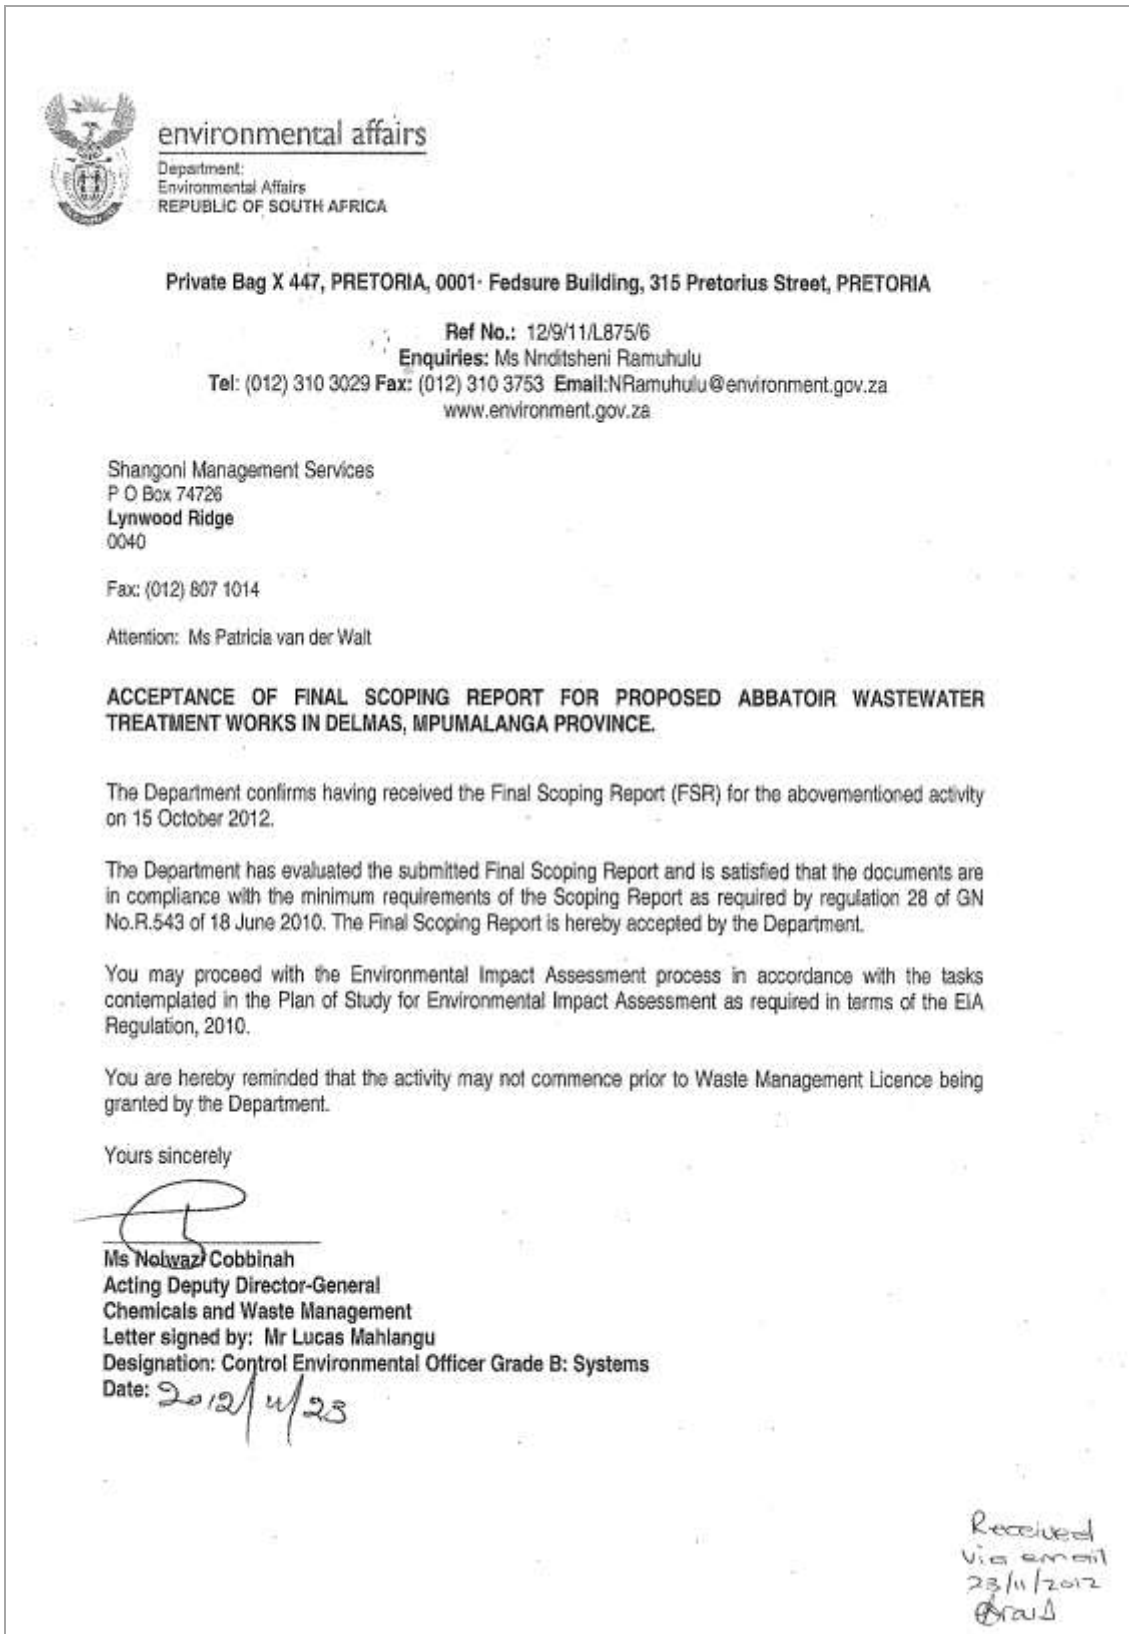 environmental affairs
Department:
Environmental Affairs
REPUBLIC OF SOUTH AFRICA
Private Bag X 447, PRETORIA, 0001· Fedsure Building, 315 Pretorius Street, PRETORIA
Ref No.: 12/9/11/L875/6
Enquiries: Ms Nnditsheni Ramuhulu
Tel: (012) 310 3029 Fax: (012) 310 3753 Email:NRamuhulu@environment.gov.za
www.environment.gov.za
Shangoni Management Services
P O Box 74726
Lynwood Ridge
0040
Fax: (012) 807 1014
Attention: Ms Patricia van der Walt
ACCEPTANCE OF FINAL SCOPING REPORT FOR PROPOSED ABBATOIR WASTEWATER
TREATMENT WORKS IN DELMAS, MPUMALANGA PROVINCE.
The Department confirms having received the Final Scoping Report (FSR) for the abovementioned activity
on 15 October 2012.
The Department has evaluated the submitted Final Scoping Report and is satisfied that the documents are
in compliance with the minimum requirements of the Scoping Report as required by regulation 28 of GN
No.R.543 of 18 June 2010. The Final Scoping Report is hereby accepted by the Department.
You may proceed with the Environmental Impact Assessment process in accordance with the tasks
contemplated in the Plan of Study for Environmental Impact Assessment as required in terms of the EIA
Regulation, 2010.
You are hereby reminded that the activity may not commence prior to Waste Management Licence being
granted by the Department.
Yours sincerely
Ms Nolwazi Cobbinah
Acting Deputy Director-General
Chemicals and Waste Management
Letter signed by: Mr Lucas Mahlangu
Designation: Control Environmental Officer Grade B: Systems
Date: 2012/11/23
Received
via email
23/11/2012